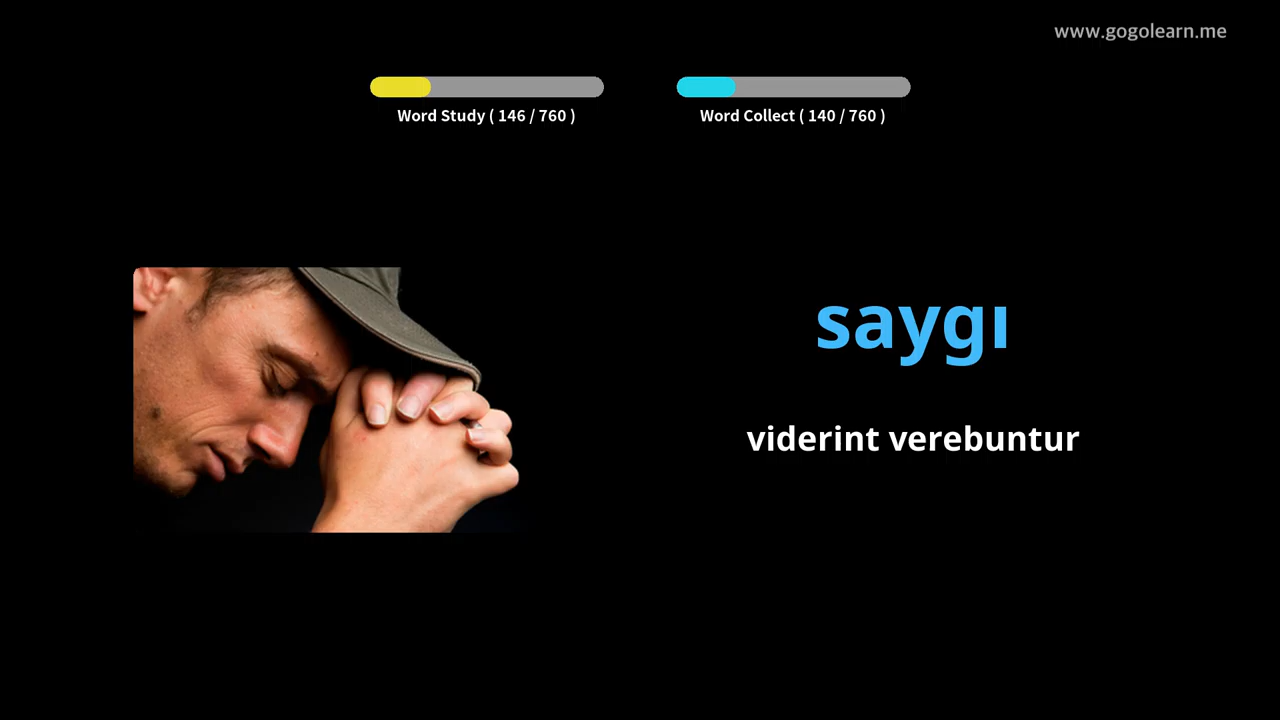 www.gogolearn.me
Word Study ( 146 / 760 )
Word Collect ( 140 / 760 )
saygı
viderint verebuntur